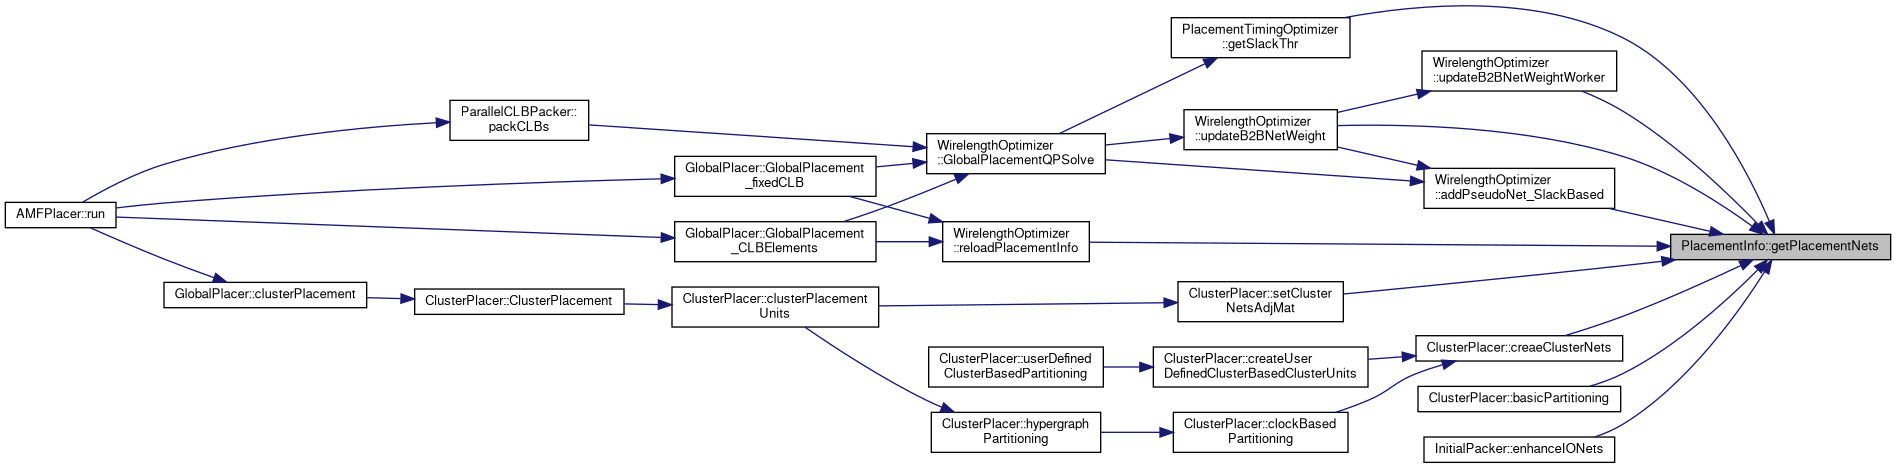 PlacementTimingOptimizer
::getSlackThr
WirelengthOptimizer
::updateB2BNetWeightWorker
ParallelCLBPacker::
packCLBs
WirelengthOptimizer
::updateB2BNetWeight
WirelengthOptimizer
::GlobalPlacementQPSolve
GlobalPlacer::GlobalPlacement
_fixedCLB
WirelengthOptimizer
::addPseudoNet_SlackBased
AMFPlacer::run
GlobalPlacer::GlobalPlacement
_CLBElements
WirelengthOptimizer
::reloadPlacementInfo
PlacementInfo::getPlacementNets
GlobalPlacer::clusterPlacement
ClusterPlacer::ClusterPlacement
ClusterPlacer::clusterPlacement
Units
ClusterPlacer::setCluster
NetsAdjMat
ClusterPlacer::creaeClusterNets
ClusterPlacer::userDefined
ClusterBasedPartitioning
ClusterPlacer::createUser
DefinedClusterBasedClusterUnits
ClusterPlacer::basicPartitioning
ClusterPlacer::hypergraph
Partitioning
ClusterPlacer::clockBased
Partitioning
InitialPacker::enhanceIONets